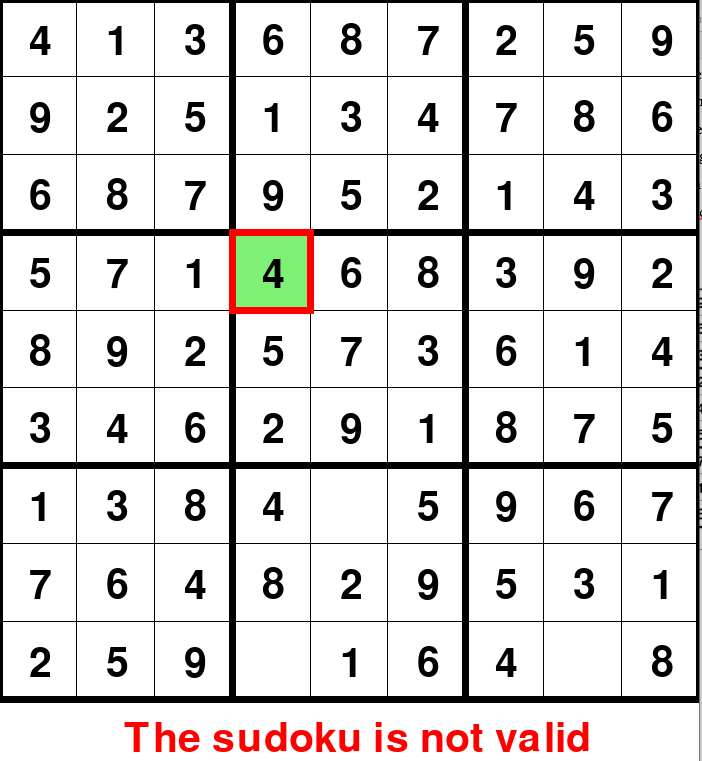 4 1 3 6 8 7 2 5 9
9 2 5 1 3 4 7 8 6
6 8 7 9 5 2 1 4 3
5 7 1 4 6 8 3 9 2
8 9 2 5 7 3 6 1 4
3 4 6 2 9 1 8 7 5
1 3 8 4 5 9 6 7
7 6 4 8 2 9 5 3 1
2 5 9 1 6 4 8
The sudoku is not valid